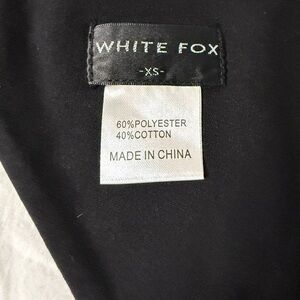 WHITE FOX
-XS-
60%POLYESTER
40%COTTON
MADE IN CHINA